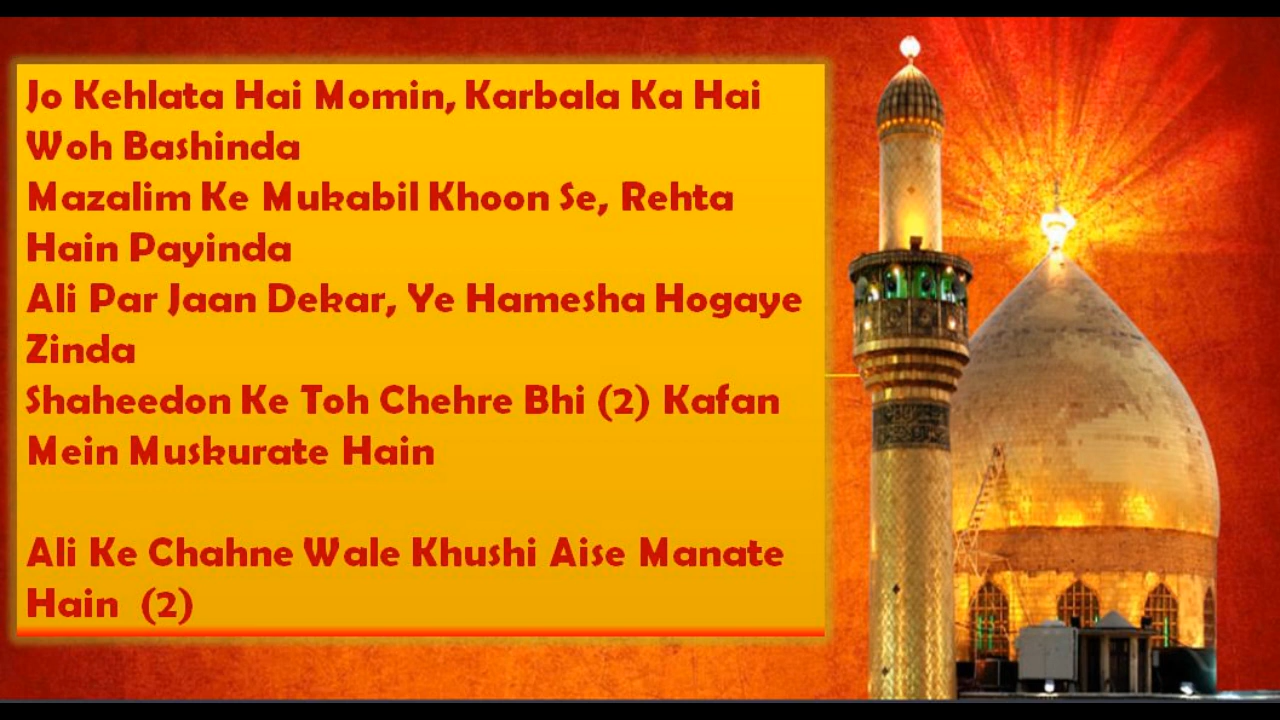 Jo Kehlata Hai Momin, Karbala Ka Hai
Woh Bashinda
Mazalim Ke Mukabil Khoon Se, Rehta
Hain Payinda
Ali Par Jaan Dekar, Ye Hamesha Hogaye
Zinda
Shaheedon Ke Toh Chehre Bhi (2) Kafan
Mein Muskurate Hain
Ali Ke Chahne Wale Khushi Aise Manate
Hain (2)